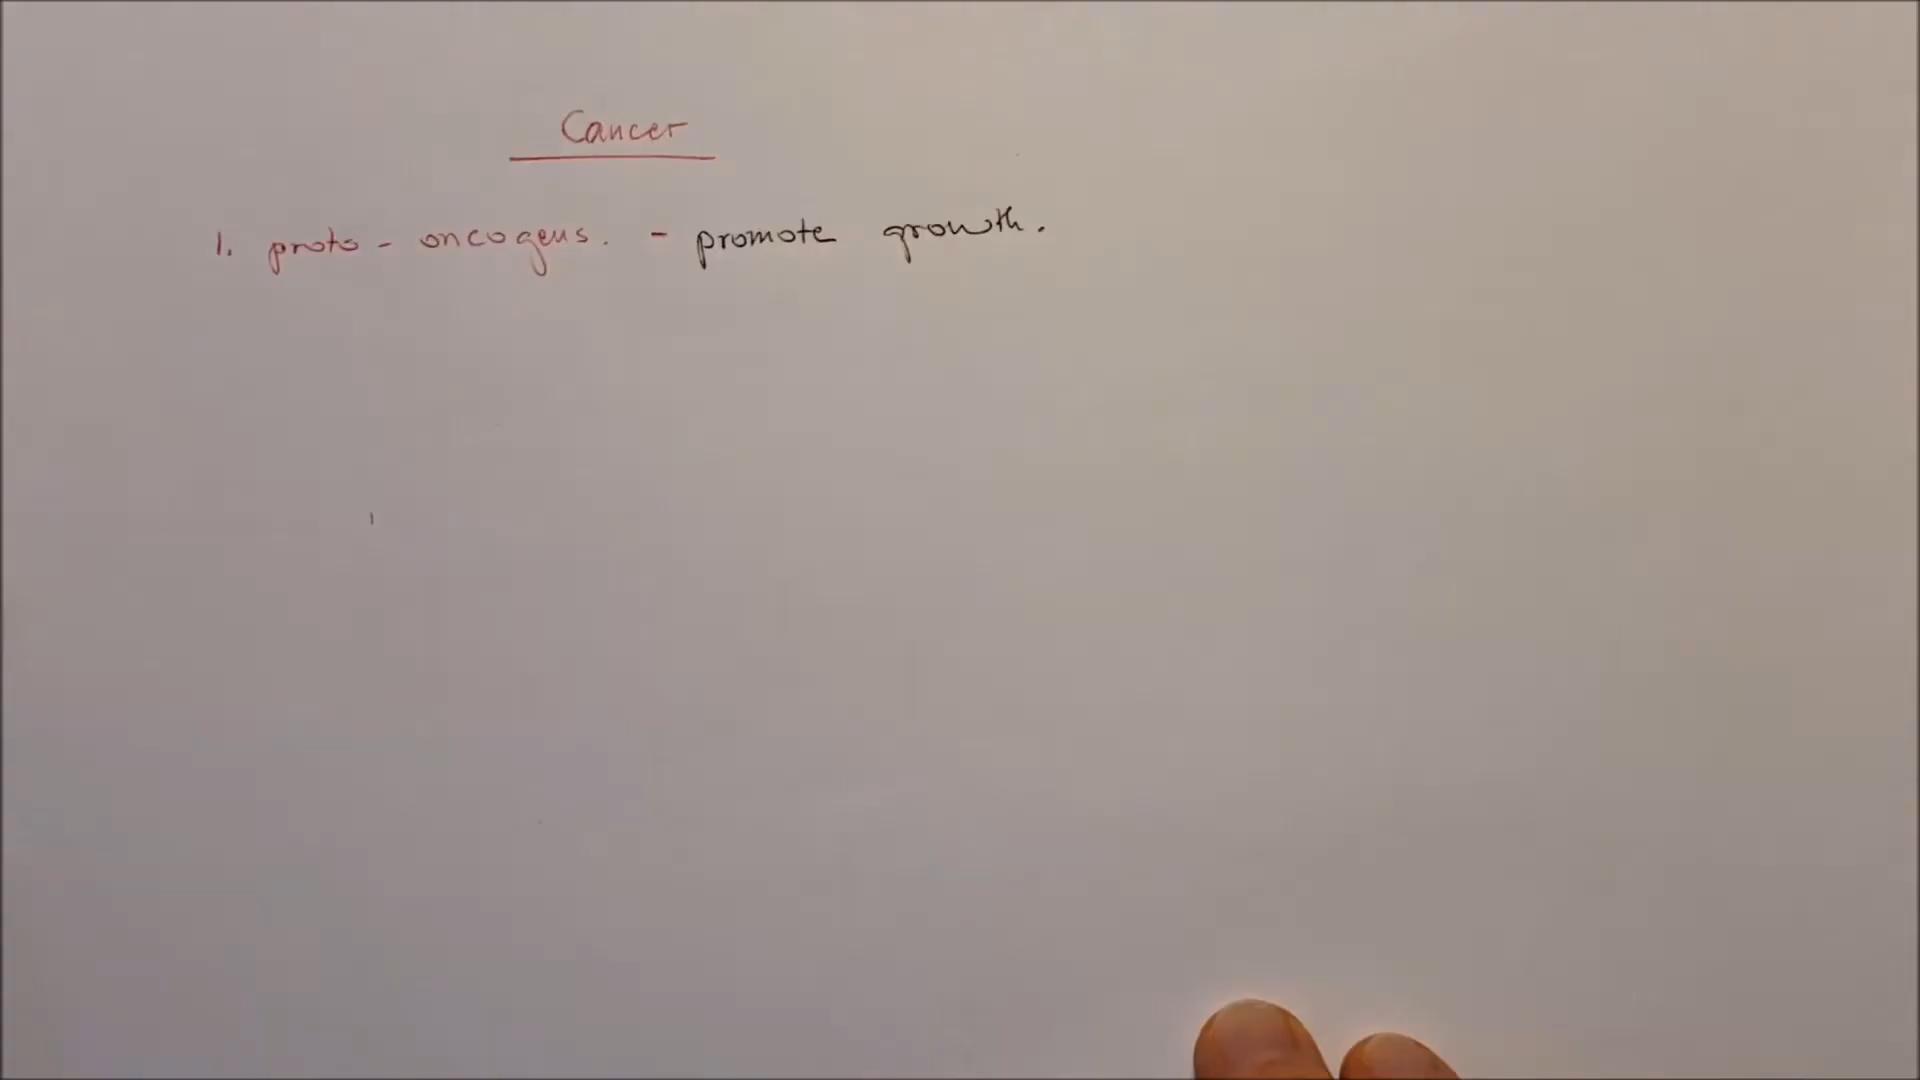 Cancer
1. proto - oncogens. - promote growth.